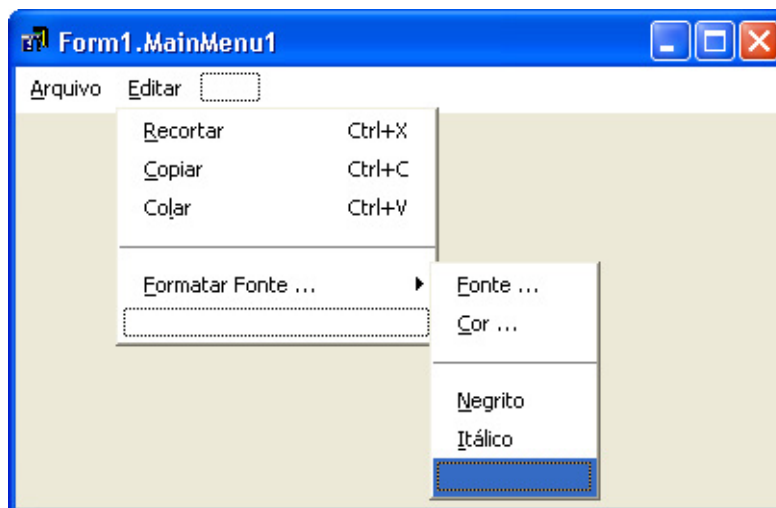 Form1.MainMenu1
Arquivo Editar
Recortar Ctrl+X
Copiar Ctrl+C
Colar Ctrl+V
Formatar Fonte ...
Fonte ...
Cor ...
Negrito
Itálico